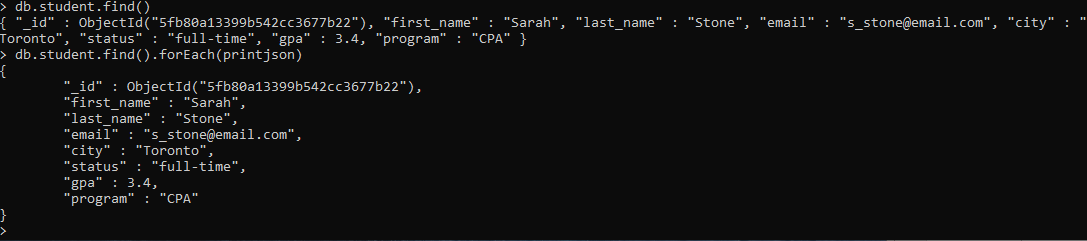 > db.student.find()
{ "_id" : ObjectId("5fb80a13399b542cc3677b22"), "first_name" : "Sarah", "last_name" : "Stone", "email" : "s_stone@email.com", "city" : "
Toronto", "status" : "full-time", "gpa" : 3.4, "program" : "CPA" }
> db.student.find().forEach(printjson)
{
        "_id" : ObjectId("5fb80a13399b542cc3677b22"),
        "first_name" : "Sarah",
        "last_name" : "Stone",
        "email" : "s_stone@email.com",
        "city" : "Toronto",
        "status" : "full-time",
        "gpa" : 3.4,
        "program" : "CPA"
}
>